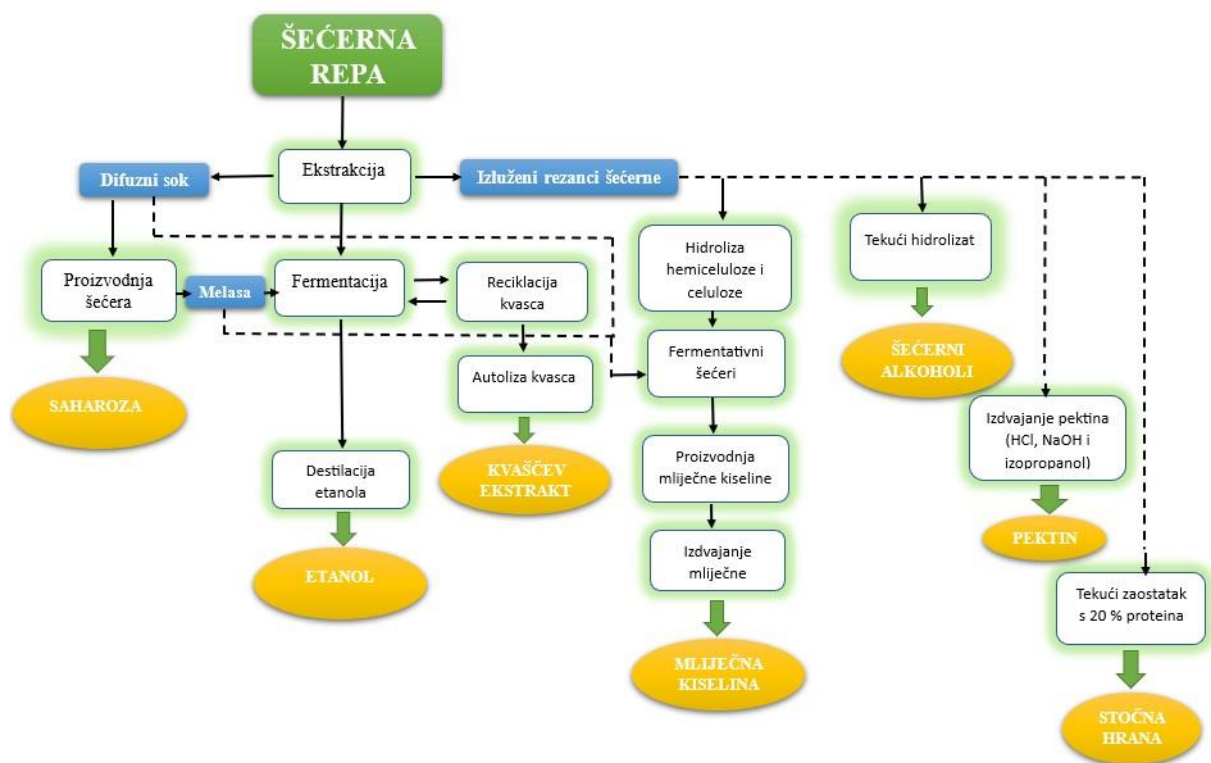 ŠEĆERNA
REPA
Difuzni sok
Ekstrakcija
Izluženi rezanci šećerne
Proizvodnja
šećera
Melasa
Fermentacija
Reciklacija
kvasca
Hidroliza
hemiceluloze i
celuloze
Tekući hidrolizat
SAHAROZA
Autoliza kvasca
Fermentativni
šećeri
ŠEĆERNI
ALKOHOLI
Izdvajanje pektina
(HCl, NaOH i
izopropanol)
Destilacija
etanola
KVAŠČEV
EKSTRAKT
Proizvodnja
mliječne kiseline
PEKTIN
ETANOL
Izdvajanje
mliječne
Tekući zaostatak
s 20 % proteina
MLIJEČNA
KISELINA
STOČNA
HRANA